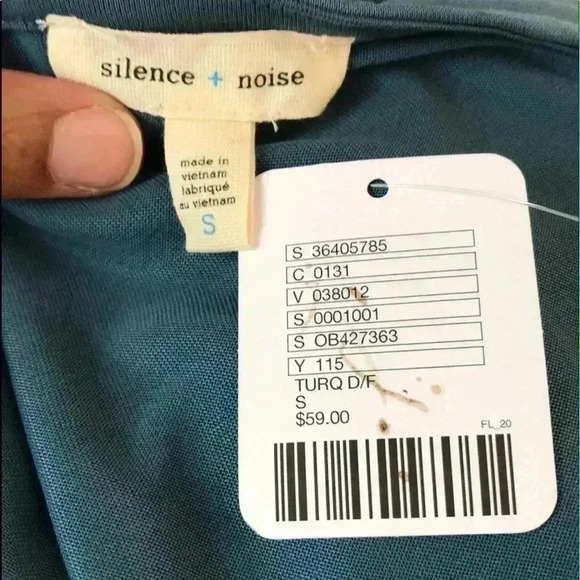 silence + noise
made in
vietnam
fabriqué
au vietnam
S
S 36405785
C 0131
V 038012
S 0001001
S OB427363
Y 115
TURQ D/F
S
$59.00
FL_20